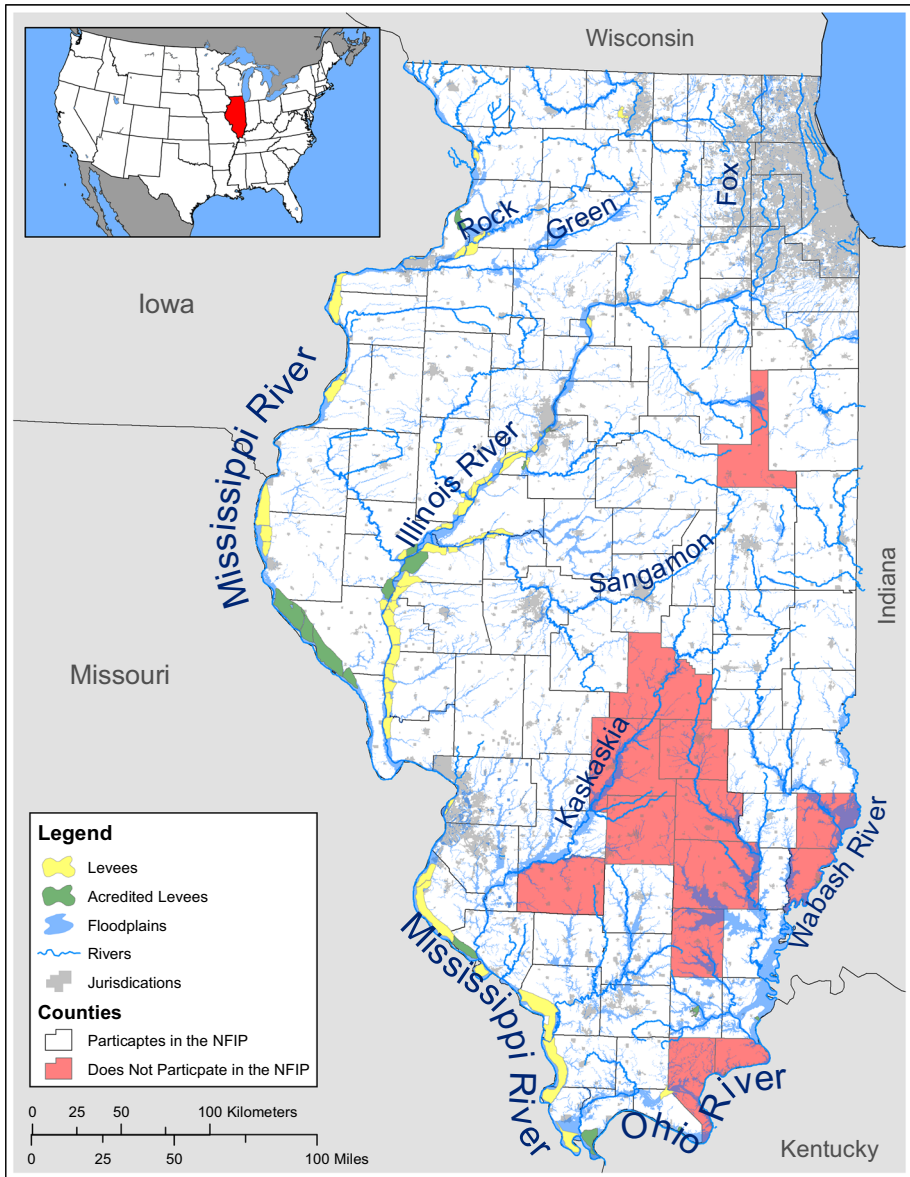 Wisconsin
Fox
Rock
Green
Iowa
Mississippi River
Illinois River
Sangamon
Indiana
Missouri
Kaskaskia
Wabash River
Legend
Levees
Accredited Levees
Floodplains
Rivers
Jurisdications
Counties
Particaptes in the NFIP
Does Not Particpate in the NFIP
Mississippi River
Ohio River
Kentucky
0 25 50 100 Kilometers
0 25 50 100 Miles